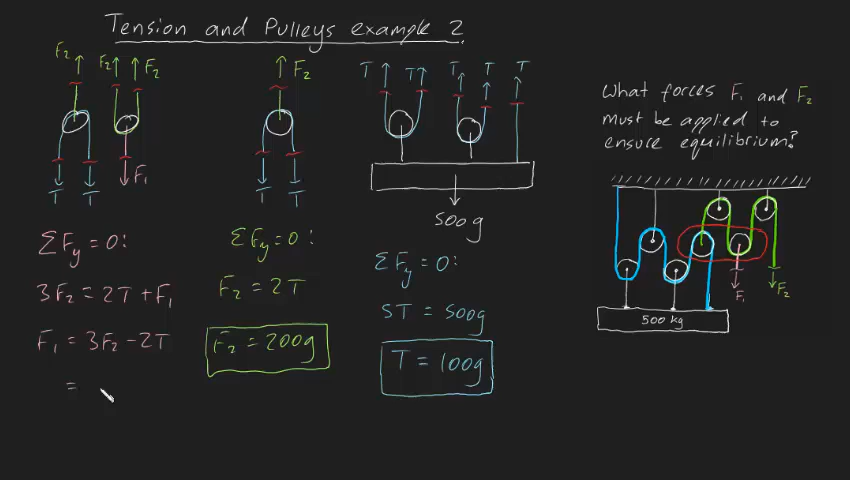 Tension and Pulleys example 2
F₂ F₂ F₂
F₁
T T
ΣFy = 0:
3F₂ = 2T + F₁
F₁ = 3F₂ - 2T
=
F₂
T T
ΣFy = 0:
F₂ = 2T
F₂ = 200g
T T T T T
500g
ΣFy = 0:
5T = 500g
T = 100g
What forces F₁ and F₂
must be applied to
ensure equilibrium?
F₁ F₂
500 kg